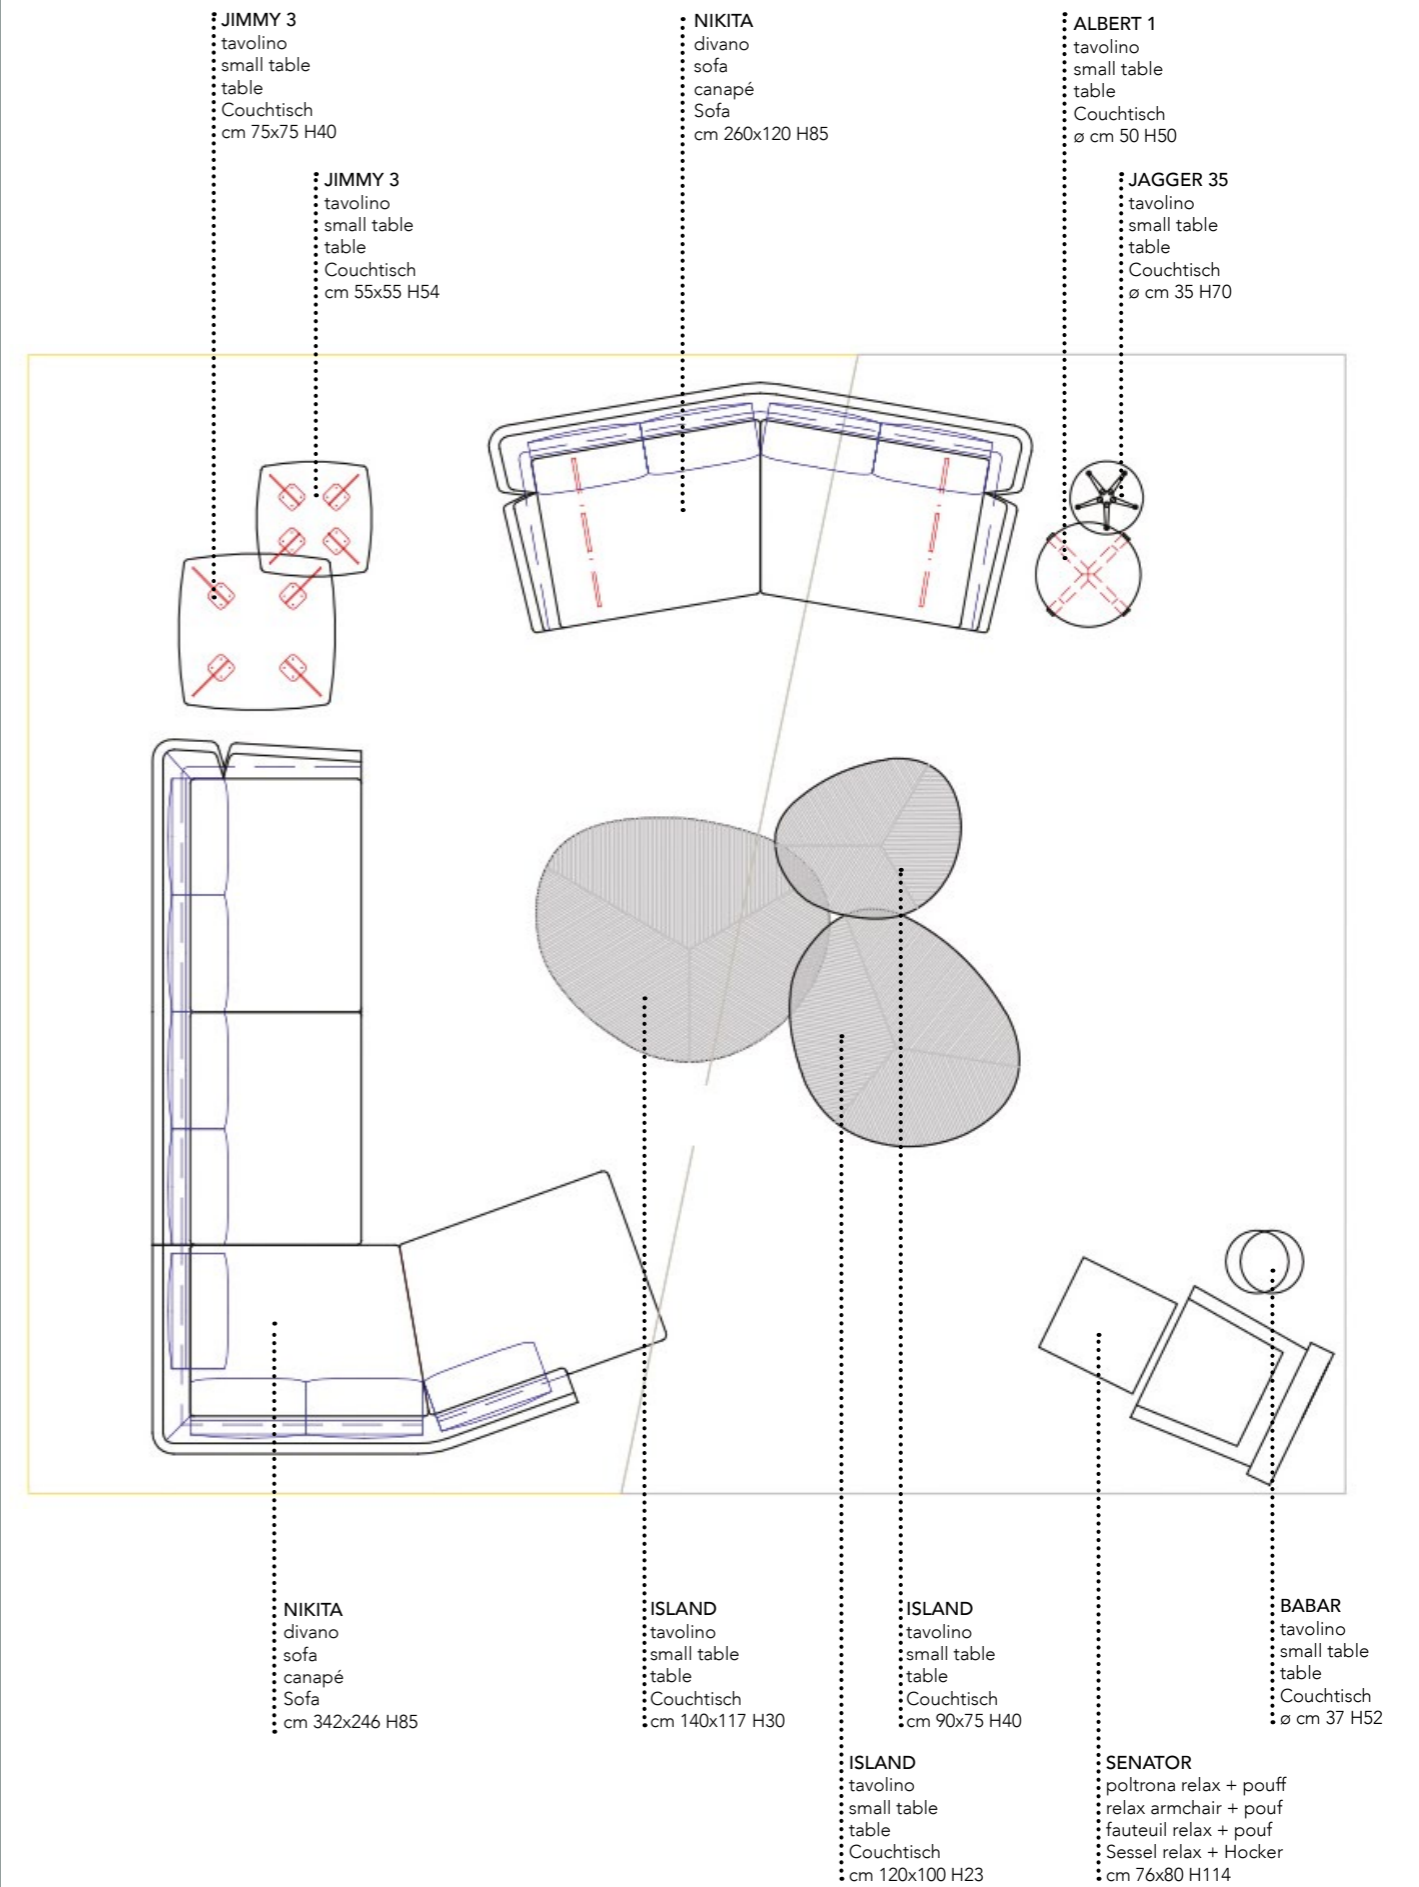 JIMMY 3
tavolino
small table
table
Couchtisch
cm 75x75 H40
JIMMY 3
tavolino
small table
table
Couchtisch
cm 55x55 H54
NIKITA
divano
sofa
canapé
Sofa
cm 260x120 H85
ALBERT 1
tavolino
small table
table
Couchtisch
ø cm 50 H50
JAGGER 35
tavolino
small table
table
Couchtisch
ø cm 35 H70
NIKITA
divano
sofa
canapé
Sofa
cm 342x246 H85
ISLAND
tavolino
small table
table
Couchtisch
cm 140x117 H30
ISLAND
tavolino
small table
table
Couchtisch
cm 120x100 H23
ISLAND
tavolino
small table
table
Couchtisch
cm 90x75 H40
SENATOR
poltrona relax + pouff
relax armchair + pouf
fauteuil relax + pouf
Sessel relax + Hocker
cm 76x80 H114
BABAR
tavolino
small table
table
Couchtisch
ø cm 37 H52